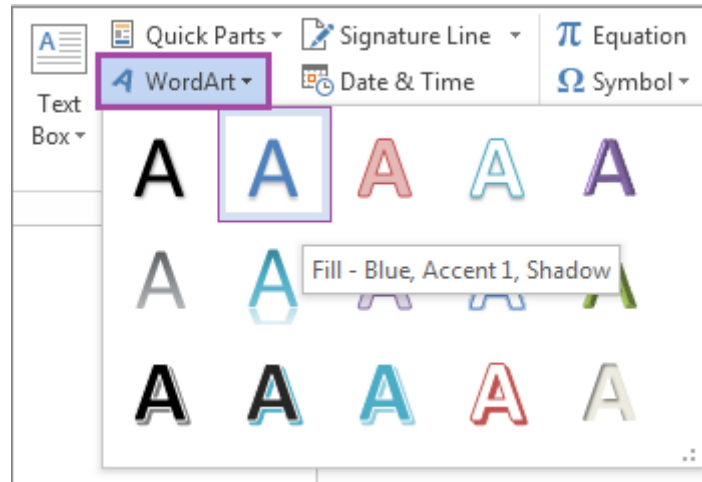 Quick Parts
Signature Line
π Equation
WordArt
Date & Time
Ω Symbol
Text
Box
A A A A A
Fill - Blue, Accent 1, Shadow
A A A A A
A A A A A